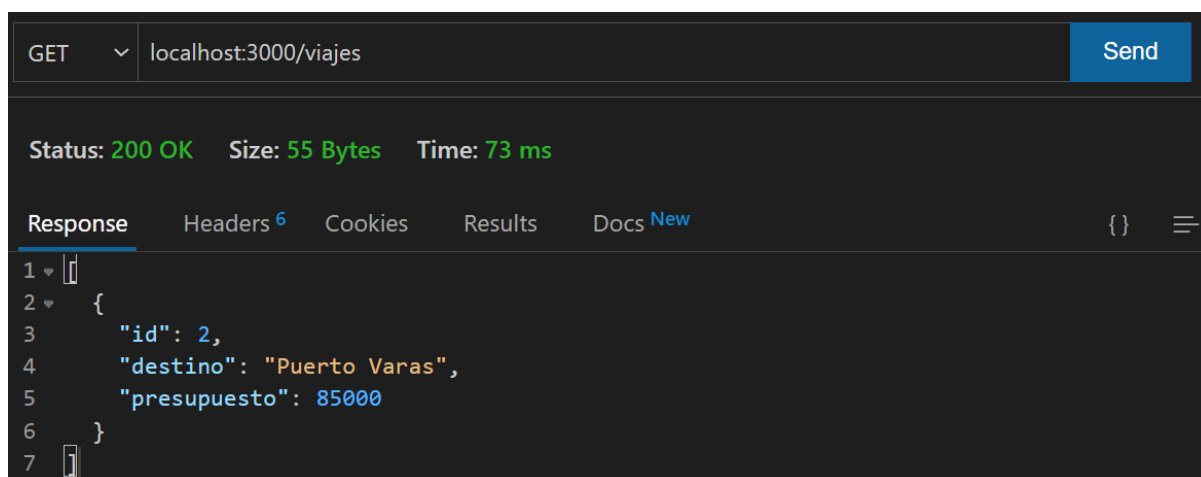 GET localhost:3000/viajes Send
Status: 200 OK Size: 55 Bytes Time: 73 ms
Response Headers 6 Cookies Results Docs New { }
1 [
2 {
3 "id": 2,
4 "destino": "Puerto Varas",
5 "presupuesto": 85000
6 }
7 ]